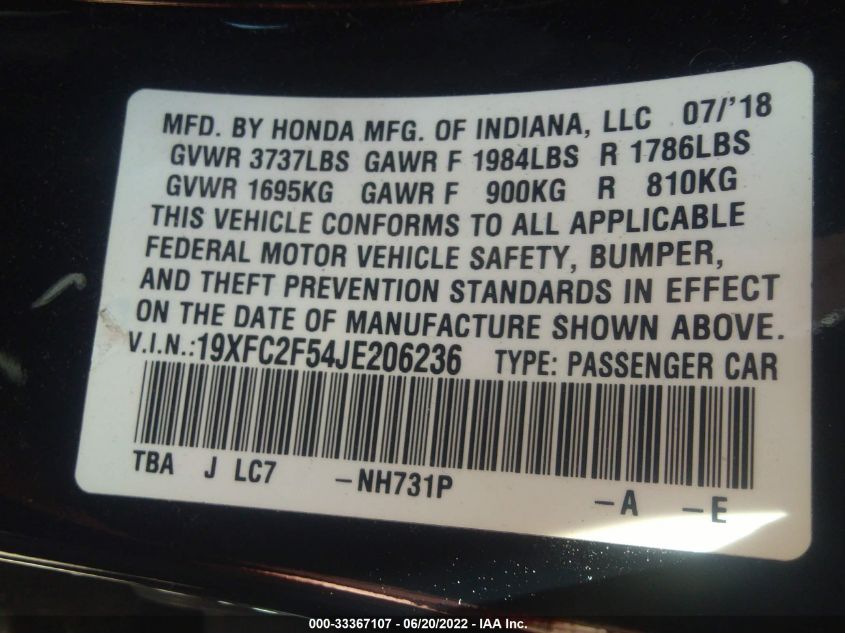 MFD. BY HONDA MFG. OF INDIANA, LLC 07/'18
GVWR 3737LBS GAWR F 1984LBS R 1786LBS
GVWR 1695KG GAWR F 900KG R 810KG
THIS VEHICLE CONFORMS TO ALL APPLICABLE
FEDERAL MOTOR VEHICLE SAFETY, BUMPER,
AND THEFT PREVENTION STANDARDS IN EFFECT
ON THE DATE OF MANUFACTURE SHOWN ABOVE.
V.I.N.:19XFC2F54JE206236 TYPE: PASSENGER CAR
TBA J LC7 –NH731P –A –E
000-33367107 - 06/20/2022 - IAA Inc.